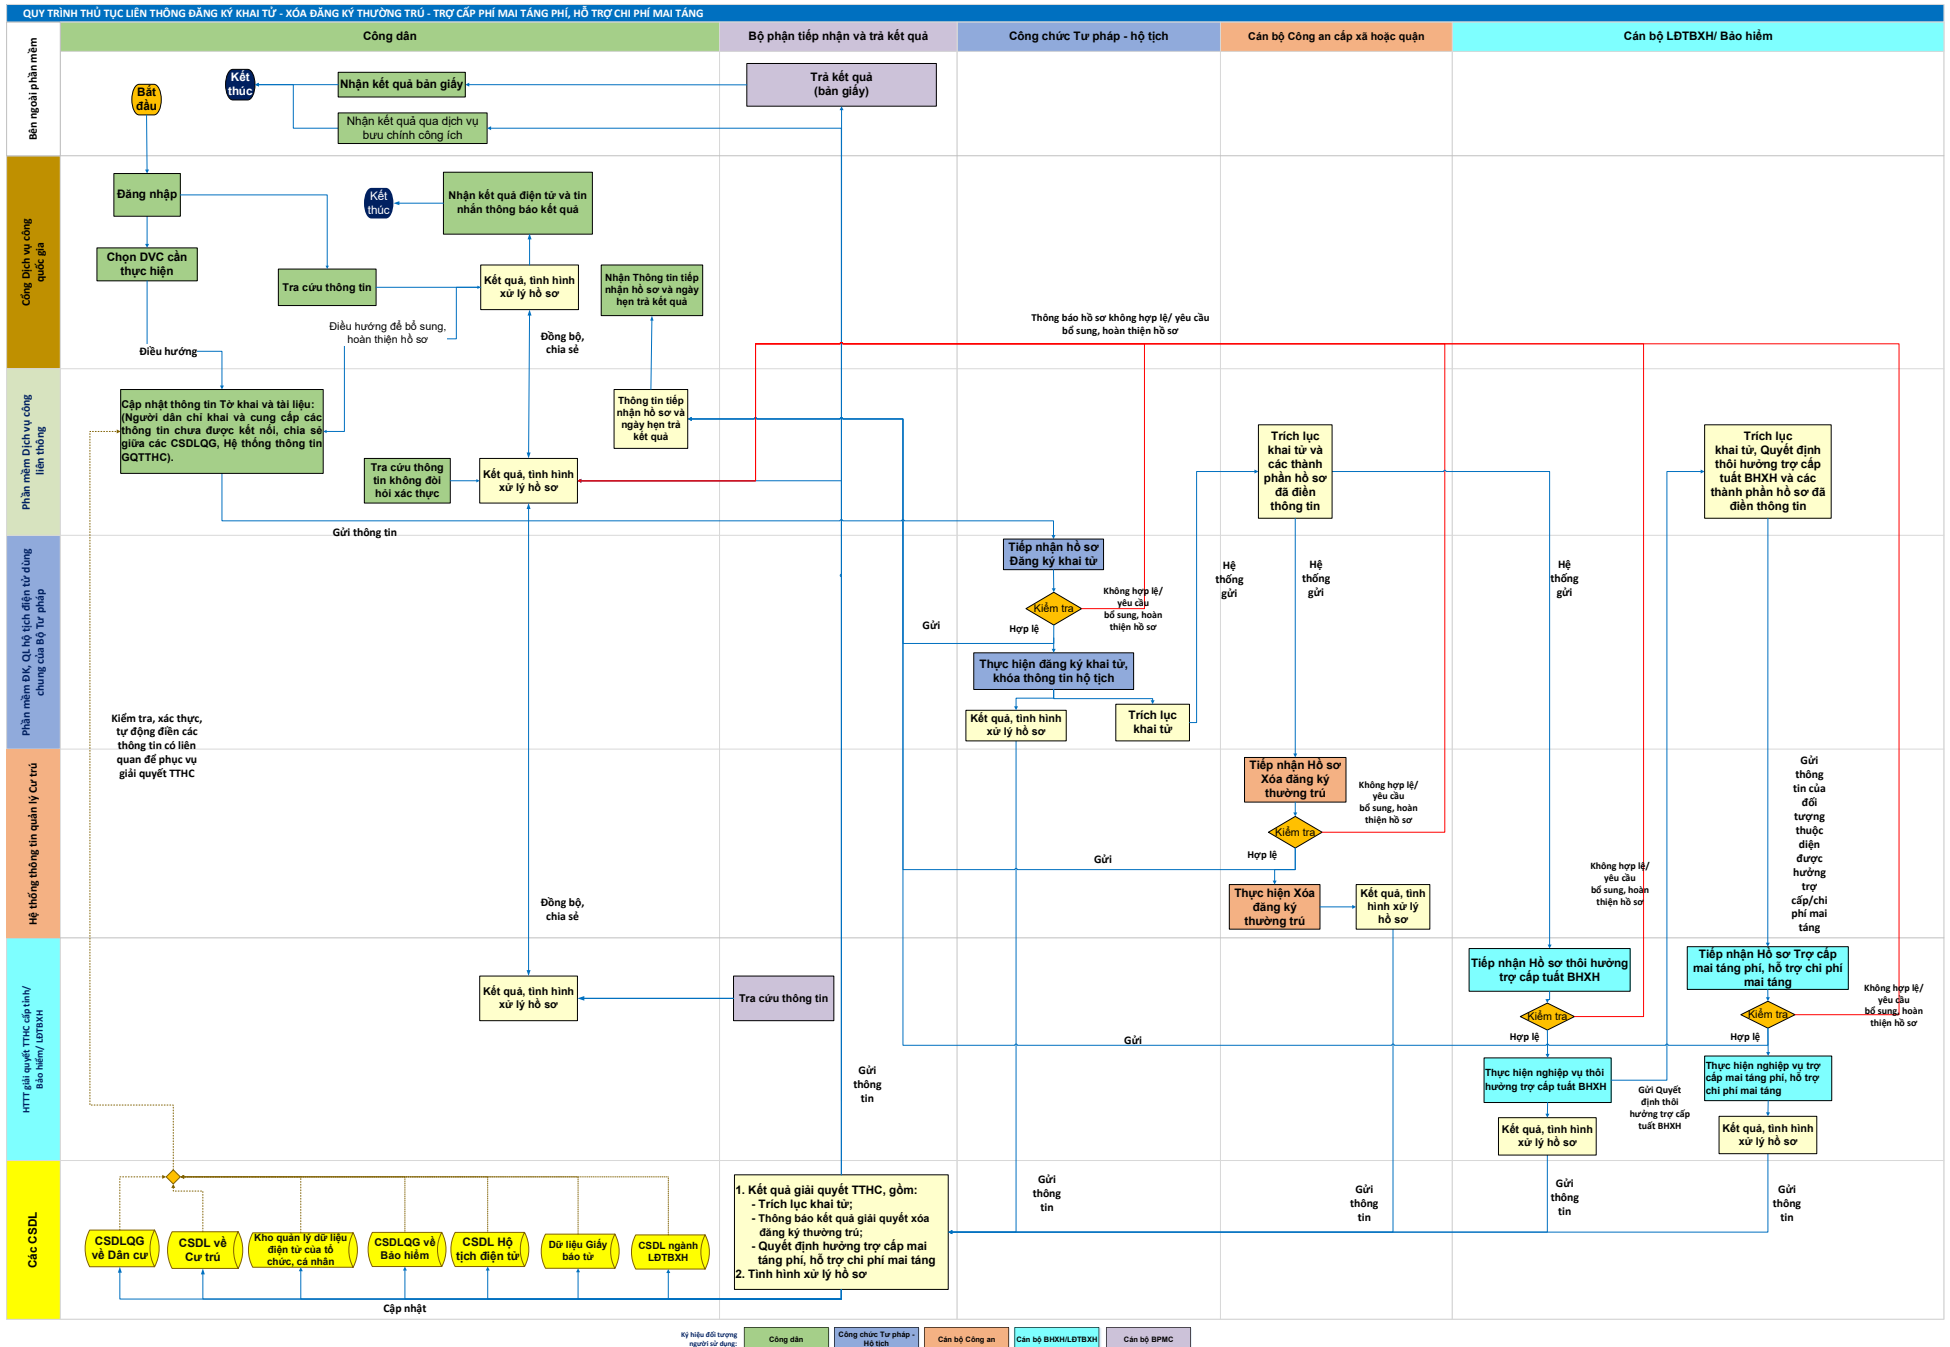 QUY TRÌNH THỦ TỤC LIÊN THÔNG ĐĂNG KÝ KHAI TỬ - XÓA ĐĂNG KÝ THƯỜNG TRÚ - TRỢ CẤP PHÍ MAI TÁNG PHÍ, HỖ TRỢ CHI PHÍ MAI TÁNG
Công dân
Bộ phận tiếp nhận và trả kết quả
Công chức Tư pháp - hộ tịch
Cán bộ Công an cấp xã hoặc quận
Cán bộ LĐTBXH/ Bảo hiểm
Bên ngoài phần mềm
Bắt
đầu
Kết
thúc
Nhận kết quả bản giấy
Nhận kết quả qua dịch vụ
bưu chính công ích
Trả kết quả
(bản giấy)
Cổng Dịch vụ công
quốc gia
Đăng nhập
Chọn DVC cần
thực hiện
Tra cứu thông tin
Kết
thúc
Nhận kết quả điện tử và tin
nhắn thông báo kết quả
Kết quả, tình hình
xử lý hồ sơ
Nhận Thông tin tiếp
nhận hồ sơ và ngày
hẹn trả kết quả
Điều hướng để bổ sung,
hoàn thiện hồ sơ
Điều hướng
Đồng bộ,
chia sẻ
Thông báo hồ sơ không hợp lệ/ yêu cầu
bổ sung, hoàn thiện hồ sơ
Phần mềm Dịch vụ công
liên thông
Cập nhật thông tin Tờ khai và tài liệu:
(Người dân chỉ khai và cung cấp các
thông tin chưa được kết nối, chia sẻ
giữa các CSDLQG, Hệ thống thông tin
GQTTHC).
Tra cứu thông
tin không đòi
hỏi xác thực
Kết quả, tình hình
xử lý hồ sơ
Thông tin tiếp
nhận hồ sơ và
ngày hẹn trả
kết quả
Trích lục
khai tử và
các thành
phần hồ sơ
đã điền
thông tin
Trích lục
khai tử, Quyết định
thôi hưởng trợ cấp
tuất BHXH và các
thành phần hồ sơ đã
điền thông tin
Gửi thông tin
Phần mềm ĐK, QL hộ tịch điện tử dùng
chung của Bộ Tư pháp
Tiếp nhận hồ sơ
Đăng ký khai tử
Kiểm tra
Không hợp lệ/
yêu cầu
bổ sung, hoàn
thiện hồ sơ
Hợp lệ
Gửi
Thực hiện đăng ký khai tử,
khóa thông tin hộ tịch
Kết quả, tình hình
xử lý hồ sơ
Trích lục
khai tử
Hệ
thống
gửi
Hệ
thống
gửi
Hệ
thống
gửi
Kiểm tra, xác thực,
tự động điền các
thông tin có liên
quan để phục vụ
giải quyết TTHC
Hệ thống thông tin quản lý Cư trú
Tiếp nhận Hồ sơ
Xóa đăng ký
thường trú
Kiểm tra
Không hợp lệ/
yêu cầu
bổ sung, hoàn
thiện hồ sơ
Hợp lệ
Gửi
Thực hiện Xóa
đăng ký
thường trú
Kết quả, tình
hình xử lý
hồ sơ
Đồng bộ,
chia sẻ
Không hợp lệ/
yêu cầu
bổ sung, hoàn
thiện hồ sơ
Gửi
thông
tin của
đối
tượng
thuộc
diện
được
hưởng
trợ
cấp/chi
phí mai
táng
HTTT giải quyết TTHC cấp tỉnh/
Bảo hiểm/ LĐTBXH
Kết quả, tình hình
xử lý hồ sơ
Tra cứu thông tin
Tiếp nhận Hồ sơ thôi hưởng
trợ cấp tuất BHXH
Tiếp nhận Hồ sơ Trợ cấp
mai táng phí, hỗ trợ chi phí
mai táng
Kiểm tra
Kiểm tra
Không hợp lệ/
yêu cầu
bổ sung, hoàn
thiện hồ sơ
Hợp lệ
Hợp lệ
Gửi
Thực hiện nghiệp vụ thôi
hưởng trợ cấp tuất BHXH
Thực hiện nghiệp vụ trợ
cấp mai táng phí, hỗ trợ
chi phí mai táng
Gửi Quyết
định thôi
hưởng trợ cấp
tuất BHXH
Kết quả, tình hình
xử lý hồ sơ
Kết quả, tình hình
xử lý hồ sơ
Gửi
thông
tin
Các CSDL
CSDLQG
về Dân cư
CSDL về
Cư trú
Kho quản lý dữ liệu
điện tử của tổ
chức, cá nhân
CSDLQG về
Bảo hiểm
CSDL Hộ
tịch điện tử
Dữ liệu Giấy
báo tử
CSDL ngành
LĐTBXH
Cập nhật
1. Kết quả giải quyết TTHC, gồm:
- Trích lục khai tử;
- Thông báo kết quả giải quyết xóa
đăng ký thường trú;
- Quyết định hưởng trợ cấp mai
táng phí, hỗ trợ chi phí mai táng
2. Tình hình xử lý hồ sơ
Gửi
thông
tin
Gửi
thông
tin
Gửi
thông
tin
Gửi
thông
tin
Ký hiệu đối tượng
người sử dụng:
Công dân
Công chức Tư pháp -
Hộ tịch
Cán bộ Công an
Cán bộ BHXH/LĐTBXH
Cán bộ BPMC